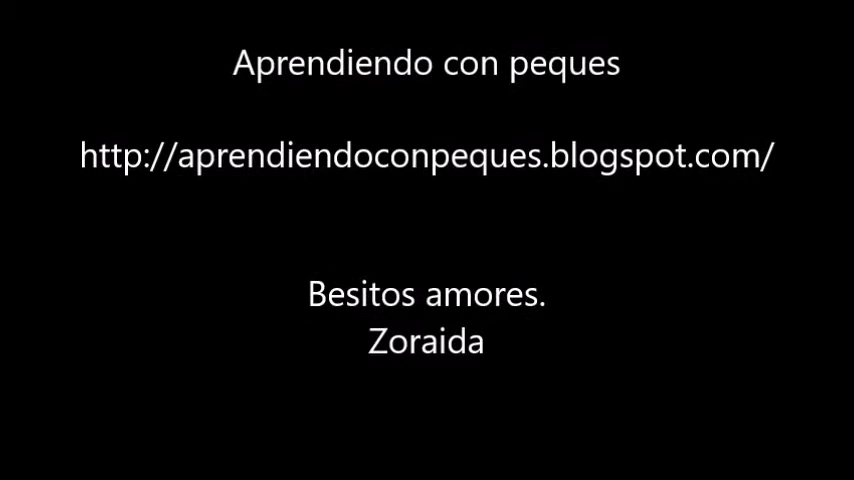 Aprendiendo con peques
http://aprendiendoconpeques.blogspot.com/
Besitos amores.
Zoraida